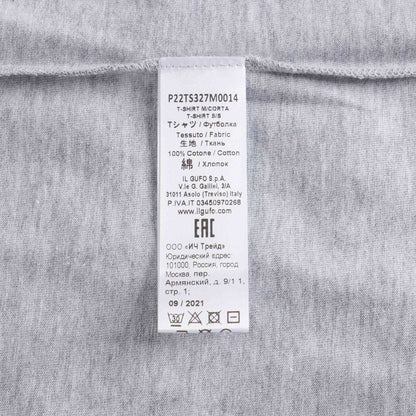 P22TS327M0014
T-SHIRT M/CORTA
T-SHIRT S/S
Tシャツ / Футболка
Tessuto / Fabric
生地 / Ткань
100% Cotone / Cotton
綿 / Хлопок
IL GUFO S.P.A.
V.le G. Galilei, 3/A
31011 Asolo (Treviso) Italy
P.IVA.IT 03450970268
www.ilgufo.com
EAC
ООО «ИЧ Трейд»
Юридический адрес:
101000, Россия, город
Москва, пер.
Армянский, д. 9/1 1,
стр. 1;
09 / 2021